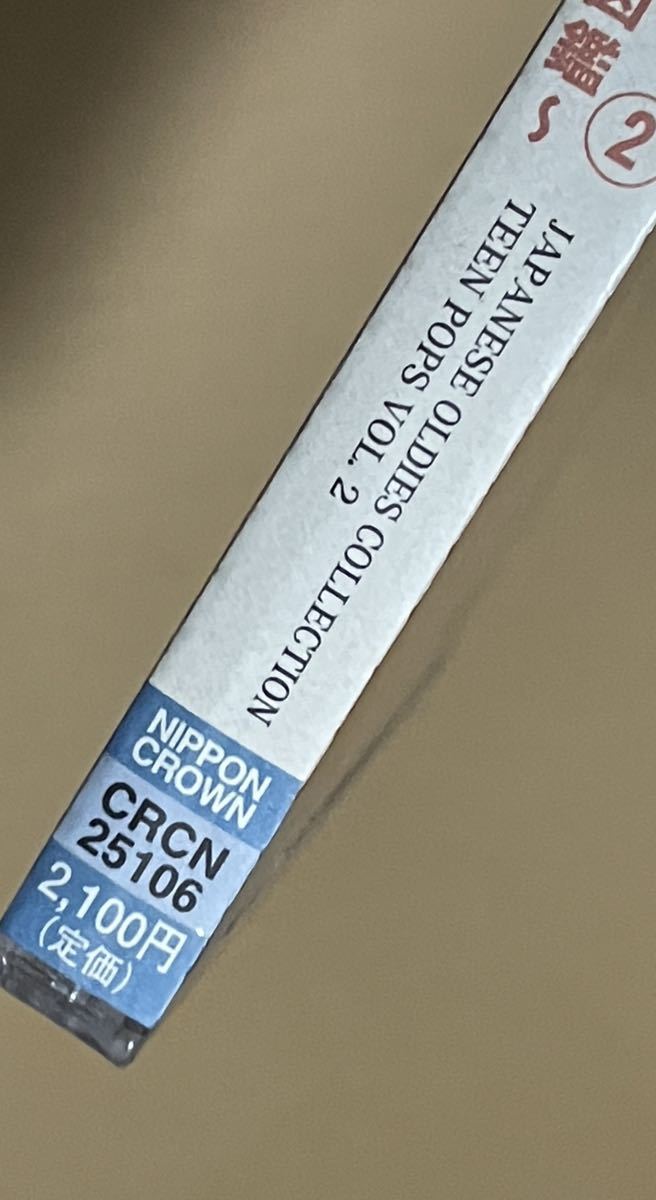 ～②
JAPANESE OLDIES COLLECTION
TEEN POPS VOL. 2
NIPPON
CROWN
CRCN
25106
2,100円
(定価)